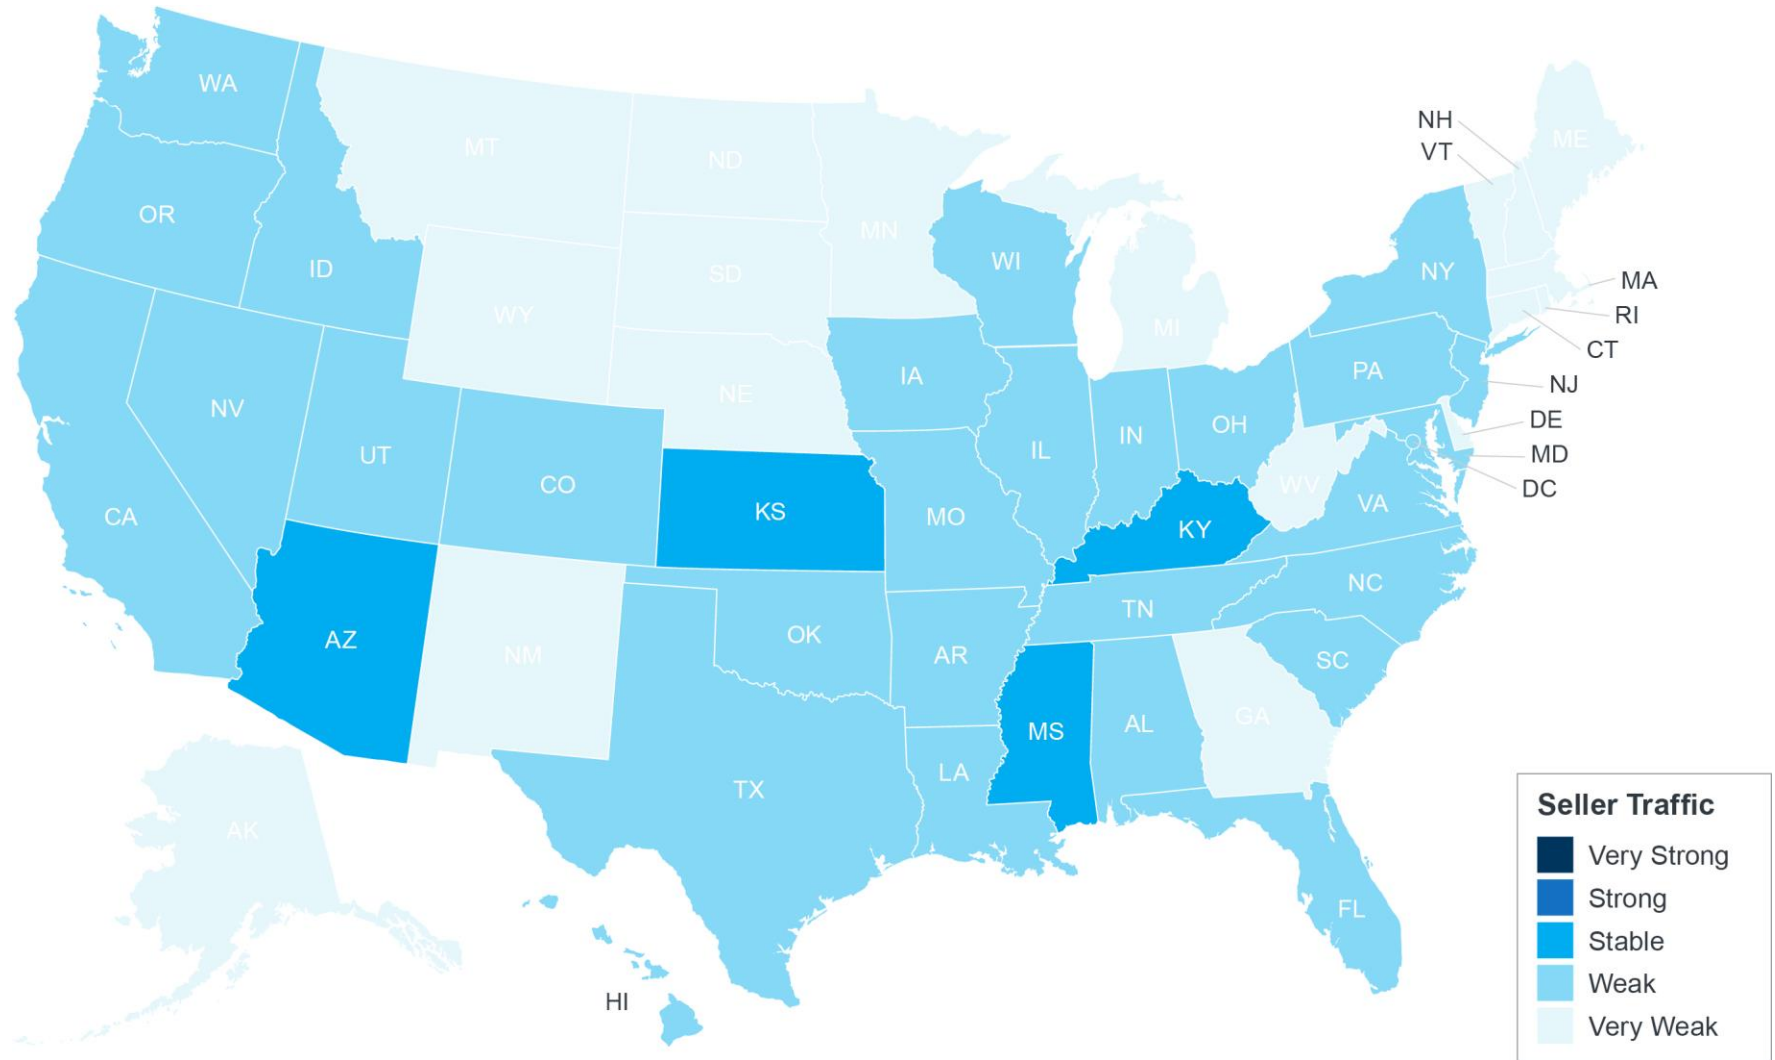 WA
MT
ND
OR
ID
MN
SD
WY
WI
MI
NH
VT
ME
NY
MA
RI
CT
NJ
DE
MD
DC
PA
IA
NE
NV
UT
CO
CA
KS
MO
IL
IN
OH
WV
VA
KY
AZ
NM
OK
AR
TN
NC
SC
MS
AL
GA
LA
TX
FL
AK
HI
Seller Traffic
Very Strong
Strong
Stable
Weak
Very Weak